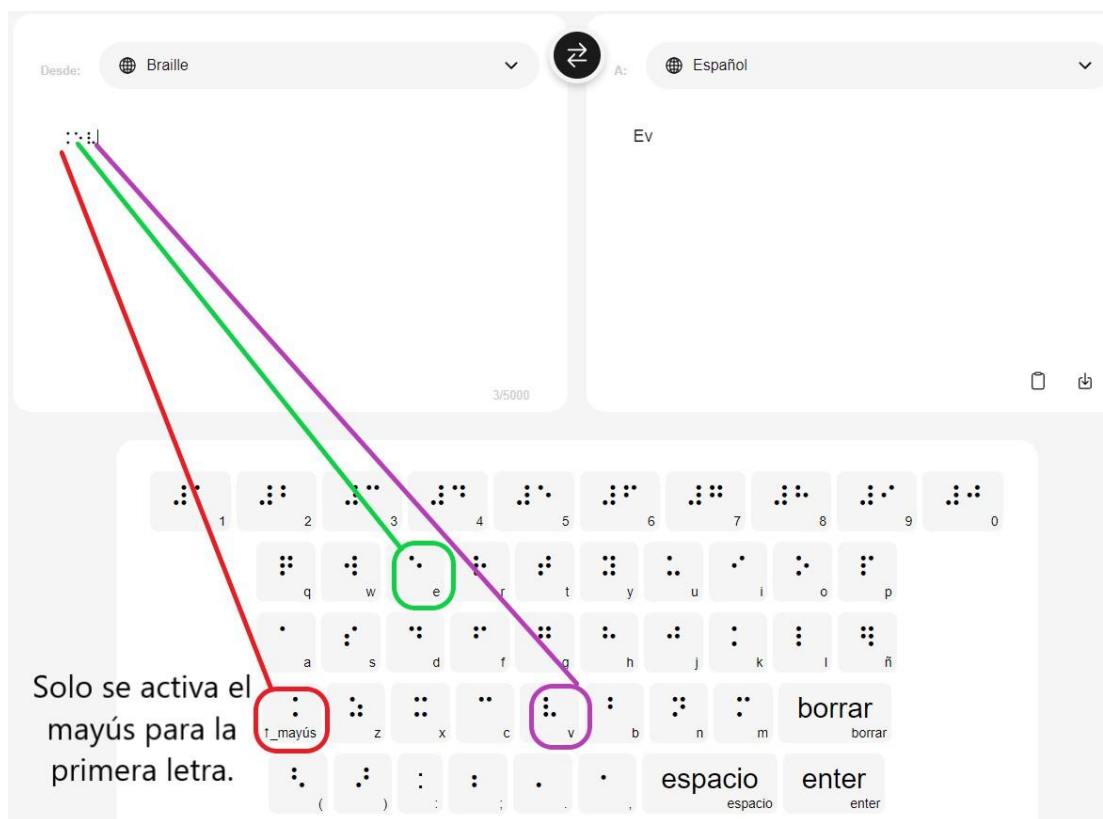 Desde: Braille A: Español
⠨⠑⠧ Ev
3/5000
⠼⠁ 1 ⠼⠃ 2 ⠼⠉ 3 ⠼⠙ 4 ⠼⠑ 5 ⠼⠋ 6 ⠼⠛ 7 ⠼⠓ 8 ⠼⠊ 9 ⠼⠚ 0
⠟ q ⠺ w ⠑ e ⠗ r ⠞ t ⠽ y ⠥ u ⠊ i ⠕ o ⠏ p
⠁ a ⠎ s ⠙ d ⠋ f ⠛ g ⠓ h ⠚ j ⠅ k ⠇ l ⠻ ñ
⠨ ↑_mayús ⠵ z ⠭ x ⠉ c ⠧ v ⠃ b ⠝ n ⠍ m borrar borrar
⠣ ( ⠜ ) ⠒ : ⠆ ; ⠄ . ⠂ , espacio espacio enter enter
Solo se activa el
mayús para la
primera letra.